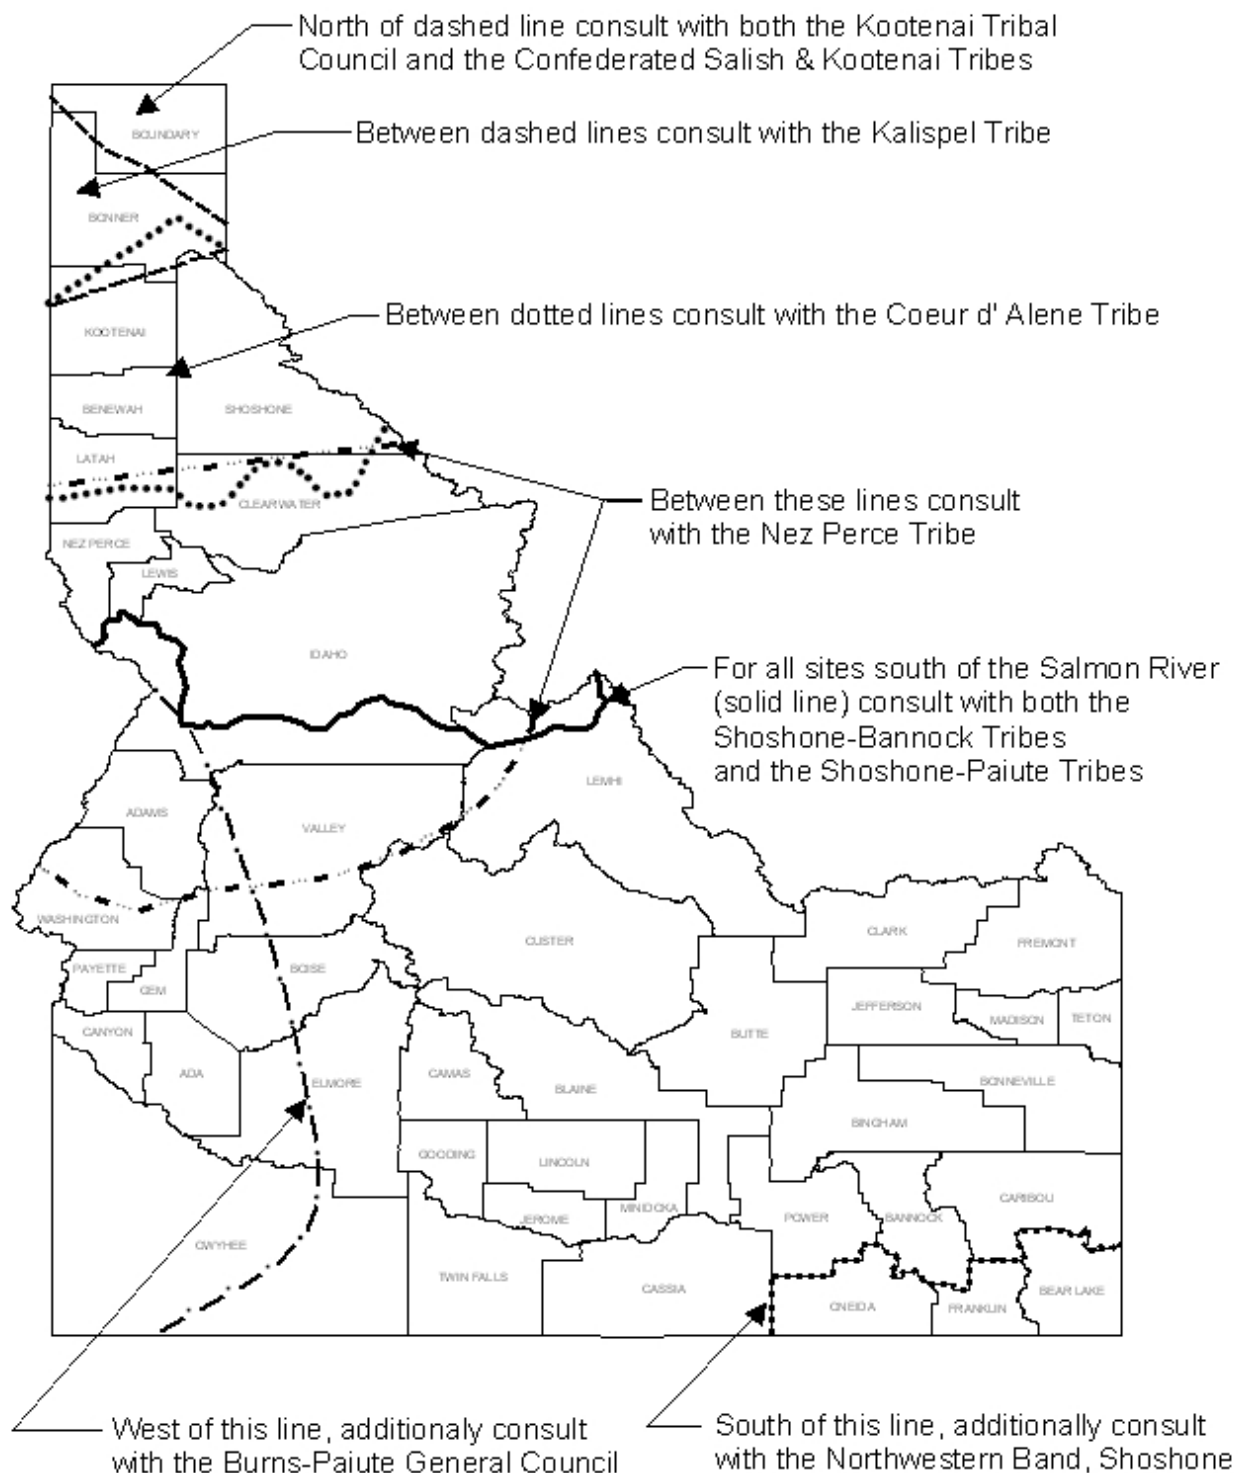 North of dashed line consult with both the Kootenai Tribal
Council and the Confederated Salish & Kootenai Tribes
BOUNDARY
Between dashed lines consult with the Kalispel Tribe
BONNER
Between dotted lines consult with the Coeur d' Alene Tribe
KOOTENAI
BENEWAH
SHOSHONE
LATAH
CLEARWATER
Between these lines consult
with the Nez Perce Tribe
NEZ PERCE
LEWIS
IDAHO
For all sites south of the Salmon River
(solid line) consult with both the
Shoshone-Bannock Tribes
and the Shoshone-Paiute Tribes
LEMHI
ADAMS
VALLEY
WASHINGTON
CUSTER
CLARK
FREMONT
PAYETTE
GEM
BOISE
JEFFERSON
MADISON
TETON
CANYON
BUTTE
ADA
ELMORE
CAMAS
BLAINE
BONNEVILLE
BINGHAM
GOODING
LINCOLN
JEROME
MINIDOKA
POWER
BANNOCK
CARIBOU
OWYHEE
TWIN FALLS
CASSIA
ONEIDA
FRANKLIN
BEAR LAKE
West of this line, additionaly consult
with the Burns-Paiute General Council
South of this line, additionally consult
with the Northwestern Band, Shoshone